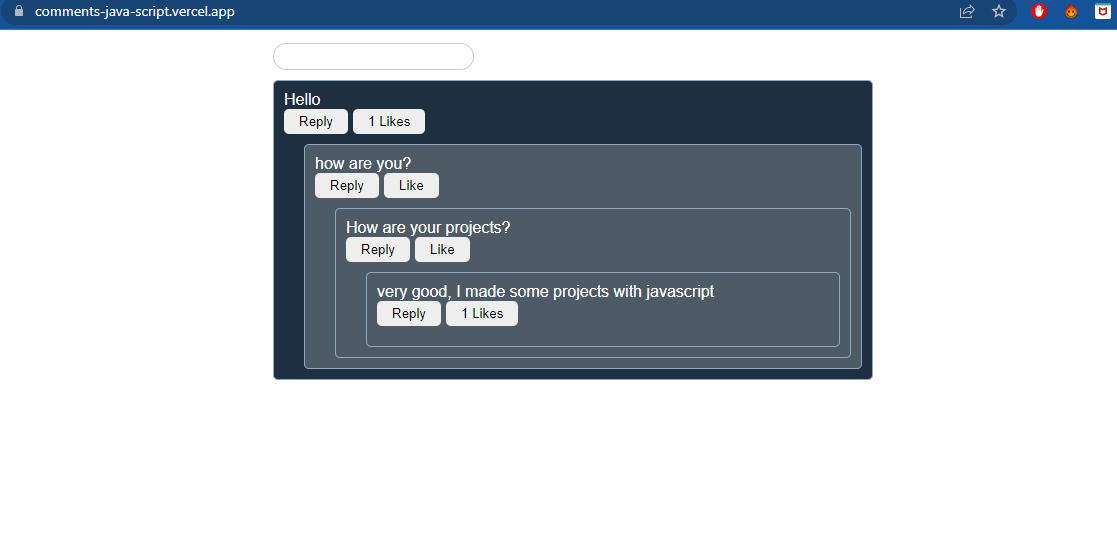 comments-java-script.vercel.app
Hello
Reply 1 Likes
how are you?
Reply Like
How are your projects?
Reply Like
very good, I made some projects with javascript
Reply 1 Likes